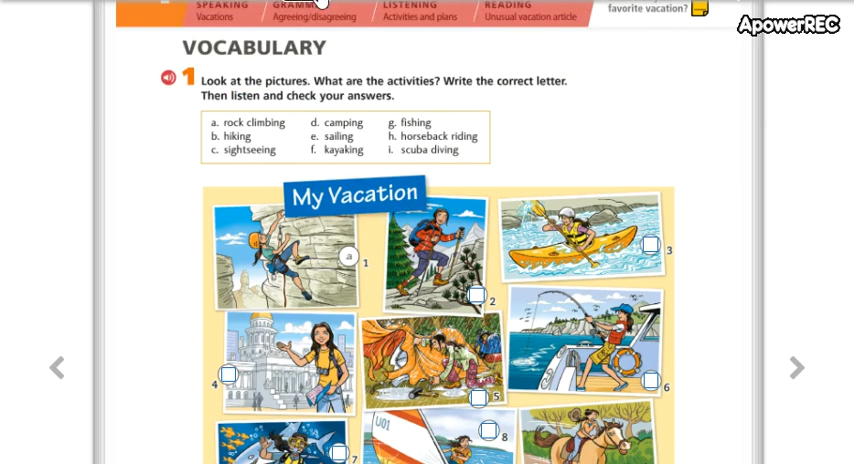 SPEAKING
Vacations
GRAMM
Agreeing/disagreeing
LISTENING
Activities and plans
READING
Unusual vacation article
favorite vacation?
ApowerREC
VOCABULARY
1 Look at the pictures. What are the activities? Write the correct letter.
Then listen and check your answers.
a. rock climbing d. camping g. fishing
b. hiking e. sailing h. horseback riding
c. sightseeing f. kayaking i. scuba diving
My Vacation
a 1
2
3
4
5
6
7
U01
8